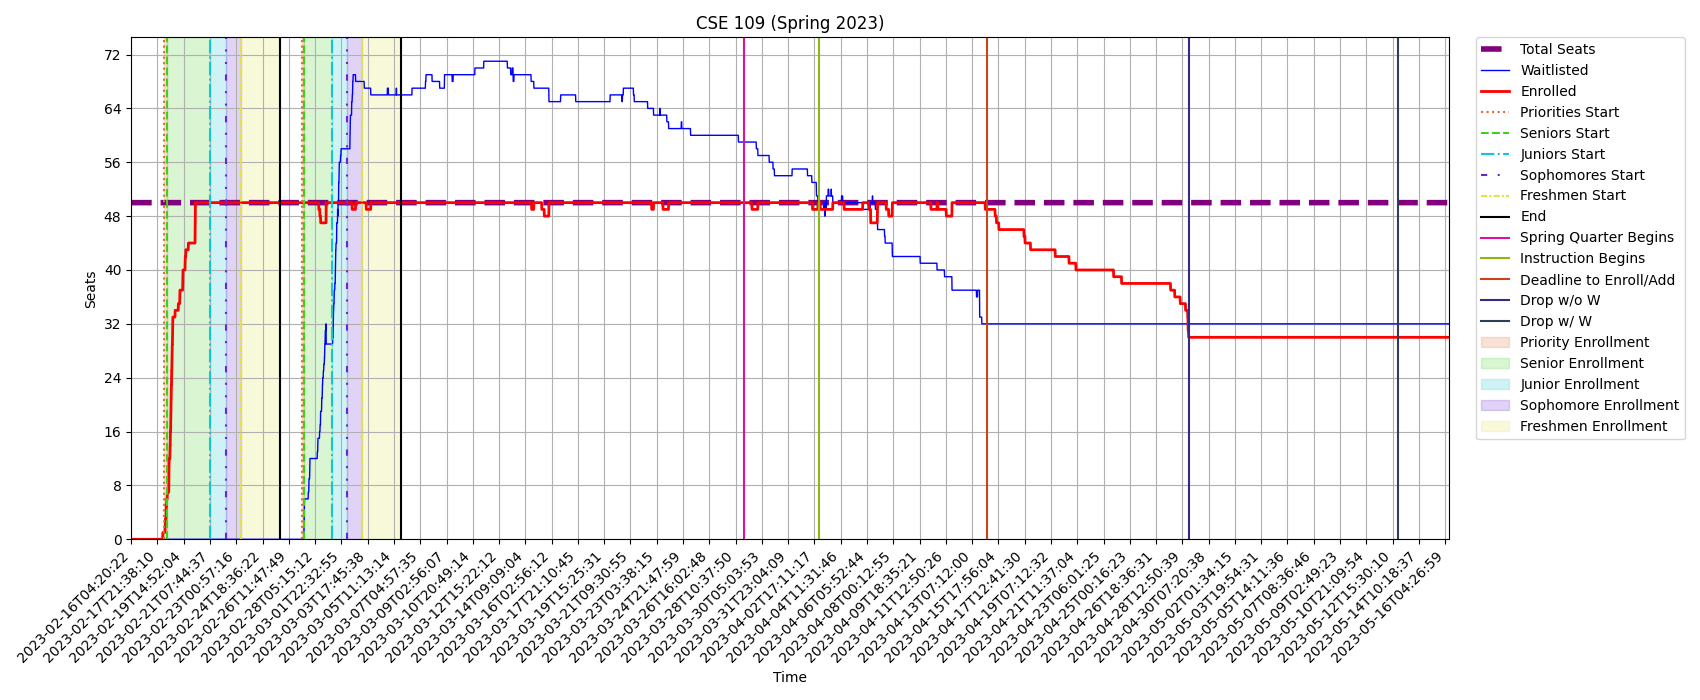 CSE 109 (Spring 2023)
72
64
56
48
40
32
24
16
8
0
Seats
2023-02-16T04:20:22
2023-02-17T21:38:10
2023-02-19T14:52:04
2023-02-21T07:44:37
2023-02-23T00:57:16
2023-02-24T18:36:22
2023-02-26T11:47:49
2023-02-28T05:15:12
2023-03-01T22:32:55
2023-03-03T17:45:38
2023-03-05T11:13:14
2023-03-07T04:57:35
2023-03-09T02:56:07
2023-03-10T20:49:14
2023-03-12T15:22:12
2023-03-14T09:09:04
2023-03-16T02:56:12
2023-03-17T21:10:45
2023-03-19T15:25:31
2023-03-21T09:30:55
2023-03-23T03:38:15
2023-03-24T21:47:59
2023-03-26T16:02:48
2023-03-28T10:37:50
2023-03-30T05:03:53
2023-03-31T23:04:09
2023-04-02T17:11:17
2023-04-04T11:31:46
2023-04-06T05:52:44
2023-04-08T00:12:55
2023-04-09T18:35:21
2023-04-11T12:50:26
2023-04-13T07:12:00
2023-04-15T17:56:04
2023-04-17T12:41:30
2023-04-19T07:12:32
2023-04-21T11:37:04
2023-04-23T06:01:25
2023-04-25T00:16:23
2023-04-26T18:36:31
2023-04-28T12:50:39
2023-04-30T07:20:38
2023-05-02T01:34:15
2023-05-03T19:54:31
2023-05-05T14:11:36
2023-05-07T08:36:46
2023-05-09T02:49:23
2023-05-10T21:09:54
2023-05-12T15:30:10
2023-05-14T10:18:37
2023-05-16T04:26:59
Time
Total Seats
Waitlisted
Enrolled
Priorities Start
Seniors Start
Juniors Start
Sophomores Start
Freshmen Start
End
Spring Quarter Begins
Instruction Begins
Deadline to Enroll/Add
Drop w/o W
Drop w/ W
Priority Enrollment
Senior Enrollment
Junior Enrollment
Sophomore Enrollment
Freshmen Enrollment